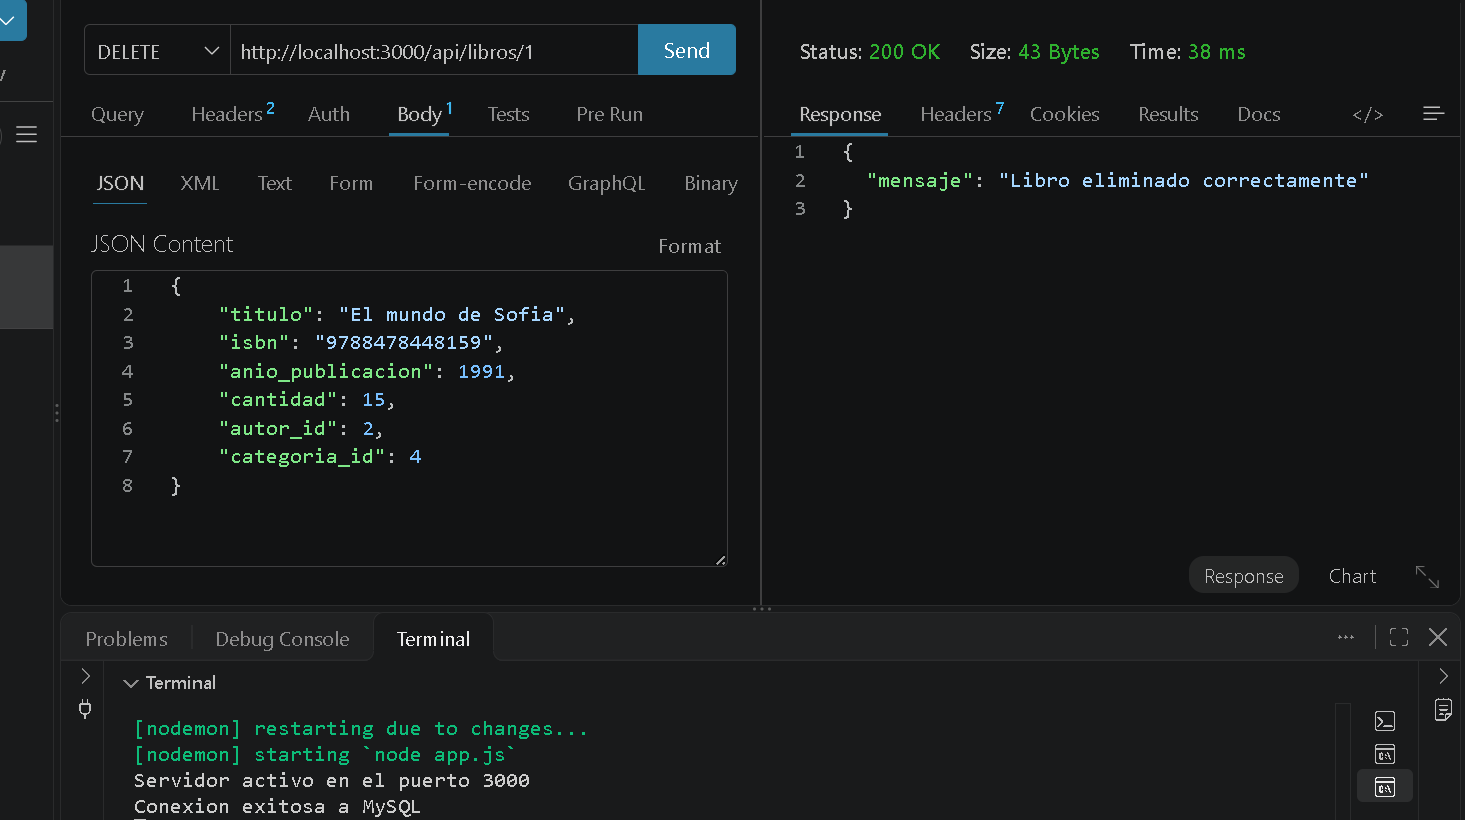 DELETE http://localhost:3000/api/libros/1 Send
Query Headers 2 Auth Body 1 Tests Pre Run
JSON XML Text Form Form-encode GraphQL Binary
JSON Content Format
1 {
2 "titulo": "El mundo de Sofia",
3 "isbn": "9788478448159",
4 "anio_publicacion": 1991,
5 "cantidad": 15,
6 "autor_id": 2,
7 "categoria_id": 4
8 }
Status: 200 OK Size: 43 Bytes Time: 38 ms
Response Headers 7 Cookies Results Docs </>
1 {
2 "mensaje": "Libro eliminado correctamente"
3 }
Response Chart
Problems Debug Console Terminal
Terminal
[nodemon] restarting due to changes...
[nodemon] starting `node app.js`
Servidor activo en el puerto 3000
Conexion exitosa a MySQL